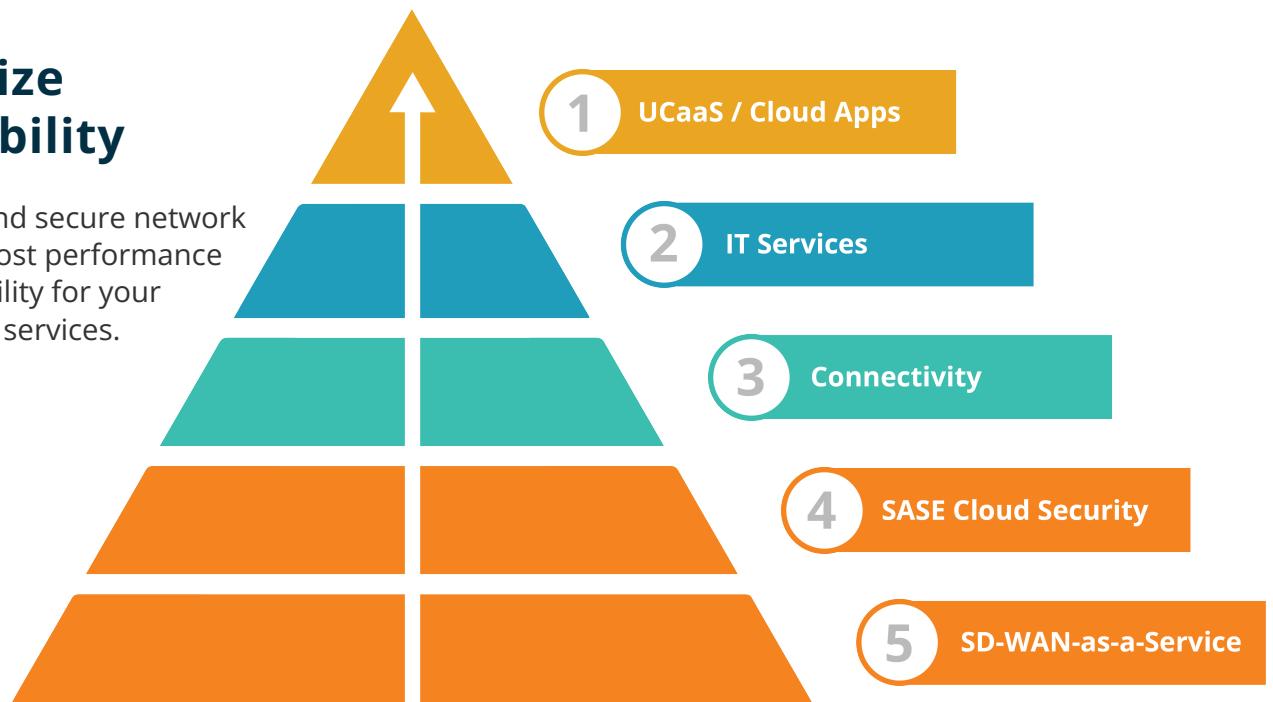 ize
bility
nd secure network
ost performance
ility for your
services.
1
UCaaS / Cloud Apps
2
IT Services
3
Connectivity
4
SASE Cloud Security
5
SD-WAN-as-a-Service